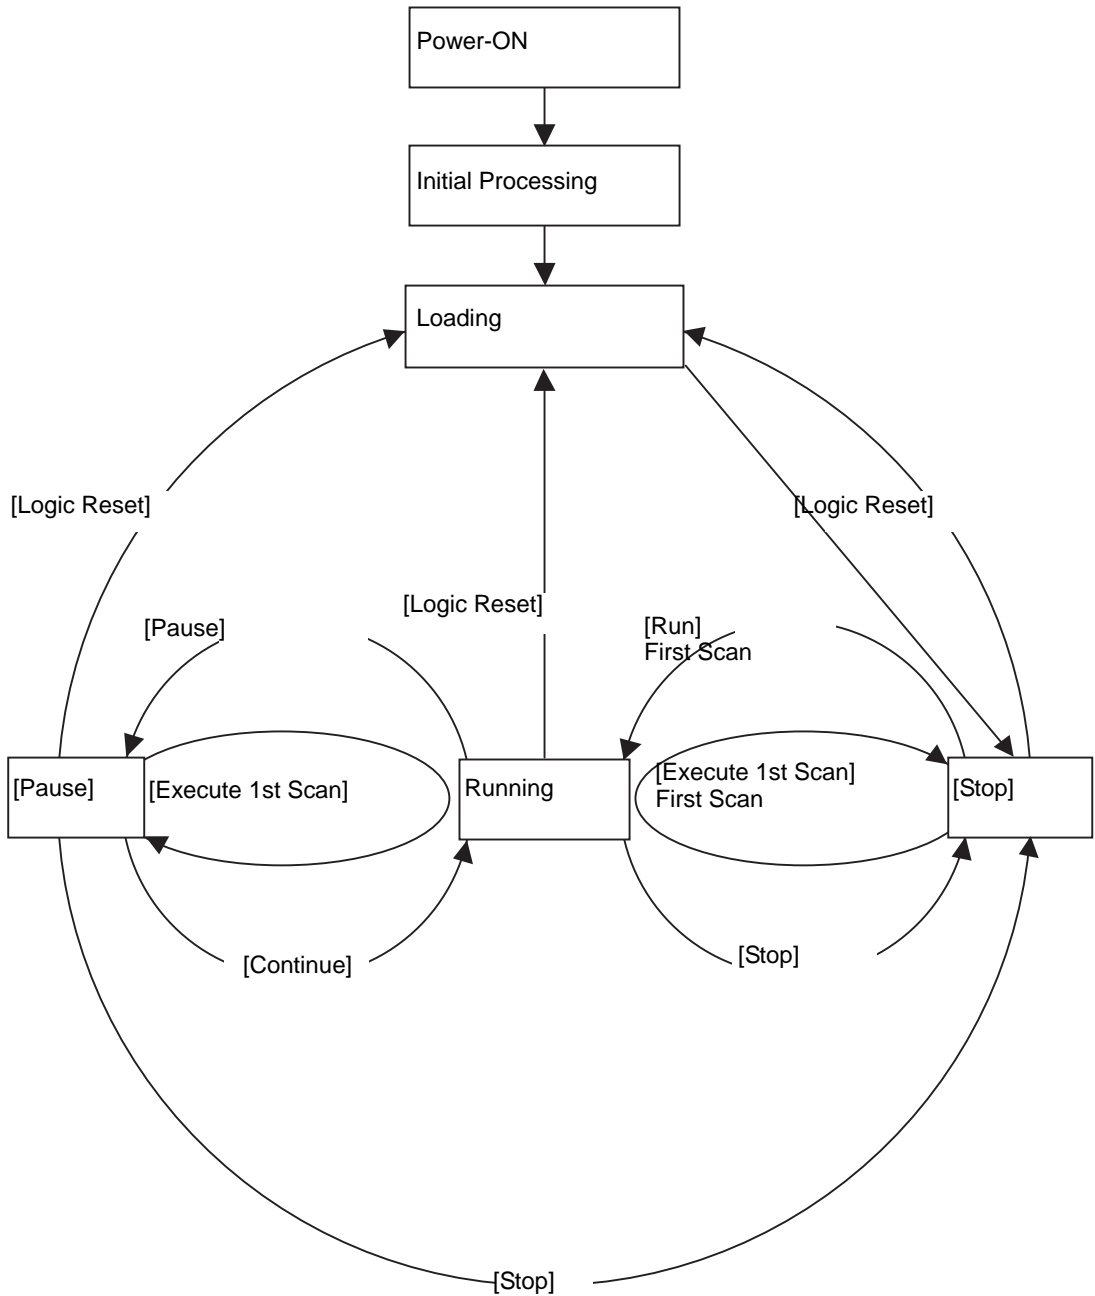 Power-ON
Initial Processing
Loading
[Logic Reset]
[Logic Reset]
[Logic Reset]
[Pause]
[Run]
First Scan
[Pause]
[Execute 1st Scan]
Running
[Execute 1st Scan]
First Scan
[Stop]
[Continue]
[Stop]
[Stop]